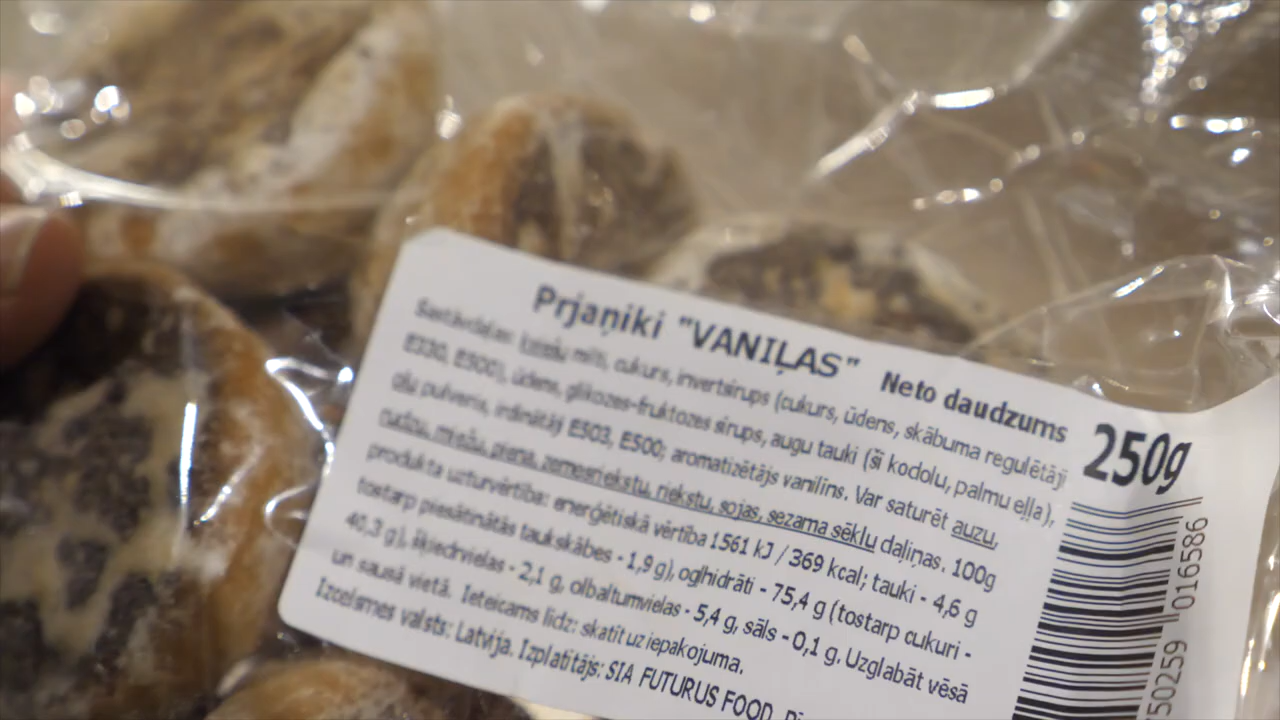 Prjaņiki "VANIĻAS" Neto daudzums
250g
Sastāvdaļas: kviešu milti, cukurs, invertsīrups (cukurs, ūdens, skābuma regulētāji
E330, E500), ūdens, glikozes-fruktozes sīrups, augu tauki (šī kodolu, palmu eļļa),
olu pulveris, irdinātāji E503, E500; aromatizētājs vanilīns. Var saturēt auzu,
rudzu, miežu, piena, zemesriekstu, riekstu, sojas, sezama sēklu daļiņas. 100g
produkta uzturvērtība: enerģētiskā vērtība 1561 kJ / 369 kcal; tauki - 4,6 g
tostarp piesātinātās taukskābes - 1,9 g), ogļhidrāti - 75,4 g (tostarp cukuri -
40,3 g), šķiedrvielas - 2,1 g, olbaltumvielas - 5,4 g, sāls - 0,1 g. Uzglabāt vēsā
un sausā vietā. Ieteicams līdz: skatīt uz iepakojuma.
Izcelsmes valsts: Latvija. Izplatītājs: SIA FUTURUS FOOD,
50259 016586